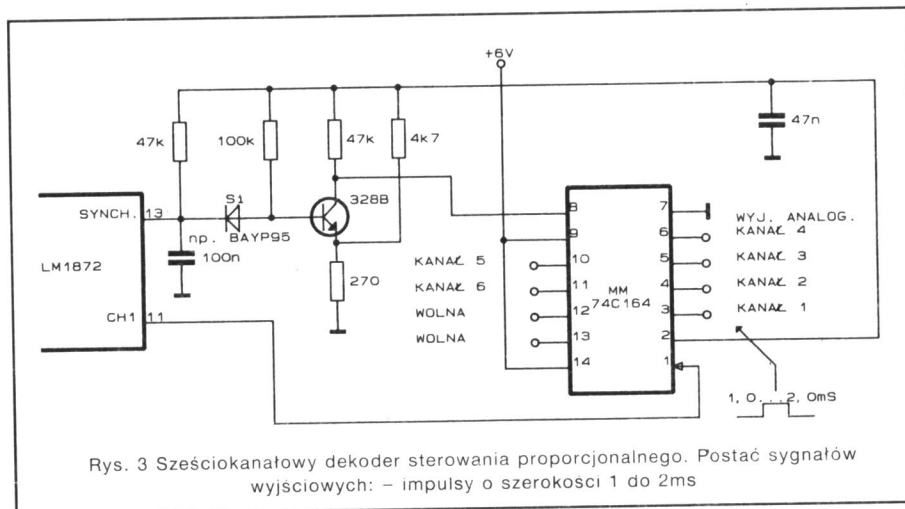 +6V
47k
100k
47k
4k7
47n
SYNCH. 13
S1
328B
np. BAYP95
100n
LM1872
270
CH1 11
KANAŁ 5
KANAŁ 6
WOLNA
WOLNA
8
9
10
11
12
13
14
MM
74C164
7
6
5
4
3
2
1
WYJ. ANALOG.
KANAŁ 4
KANAŁ 3
KANAŁ 2
KANAŁ 1
1,0...2,0mS
Rys. 3 Sześciokanałowy dekoder sterowania proporcjonalnego. Postać sygnałów
wyjściowych: – impulsy o szerokości 1 do 2ms